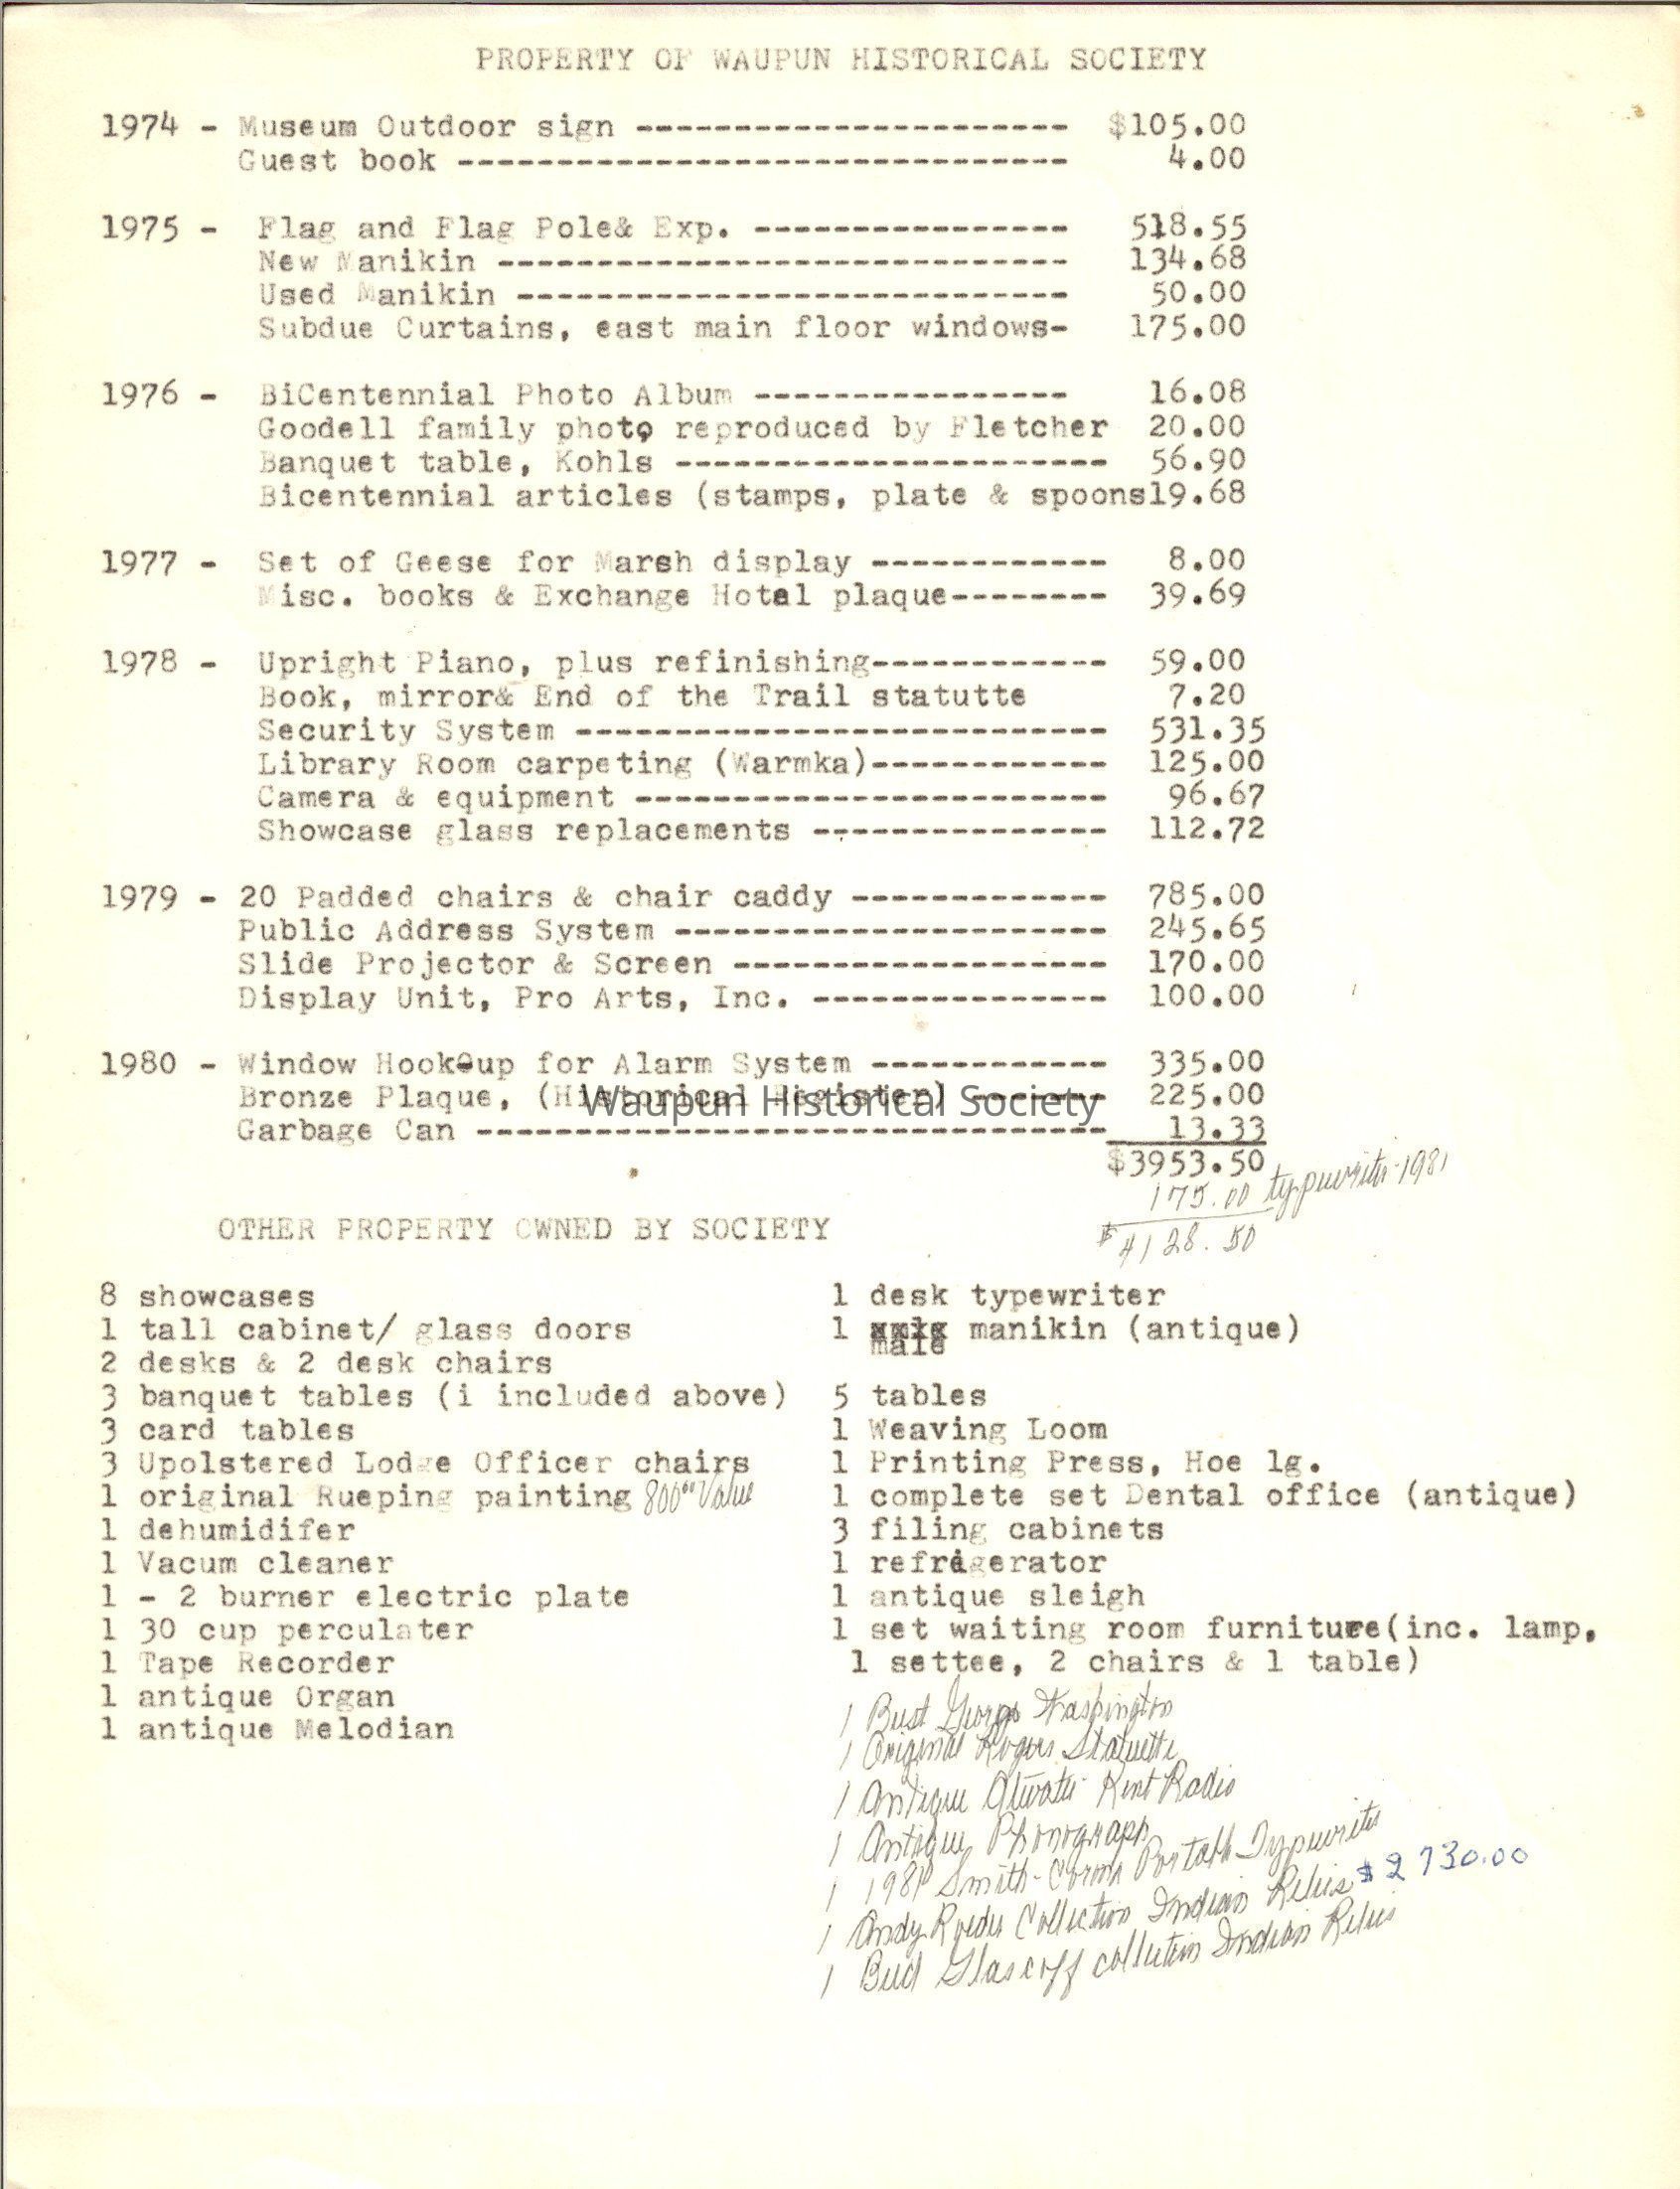 PROPERTY OF WAUPUN HISTORICAL SOCIETY
1974 - Museum Outdoor sign ---------------------- $105.00
Guest book ------------------------------- 4.00
1975 - Flag and Flag Pole& Exp. ---------------- 518.55
New Manikin ----------------------------- 134.68
Used Manikin ---------------------------- 50.00
Subdue Curtains, east main floor windows- 175.00
1976 - BiCentennial Photo Album ---------------- 16.08
Goodell family photo reproduced by Fletcher 20.00
Banquet table, Kohls ---------------------- 56.90
Bicentennial articles (stamps, plate & spoons19.68
1977 - Set of Geese for Marsh display ------------ 8.00
Misc. books & Exchange Hotel plaque-------- 39.69
1978 - Upright Piano, plus refinishing------------ 59.00
Book, mirror& End of the Trail statutte 7.20
Security System --------------------------- 531.35
Library Room carpeting (Warmka)------------ 125.00
Camera & equipment ------------------------ 96.67
Showcase glass replacements --------------- 112.72
1979 - 20 Padded chairs & chair caddy ------------- 785.00
Public Address System ---------------------- 245.65
Slide Projector & Screen ------------------- 170.00
Display Unit, Pro Arts, Inc. --------------- 100.00
1980 - Window Hook-up for Alarm System ------------ 335.00
Bronze Plaque, (Historical Register) ------- 225.00
Waupun Historical Society
Garbage Can -------------------------------- 13.33
$3953.50
175.00 typewriter-1981
$4128.50
OTHER PROPERTY OWNED BY SOCIETY
8 showcases
1 tall cabinet/ glass doors
2 desks & 2 desk chairs
3 banquet tables (i included above)
3 card tables
3 Upolstered Lodge Officer chairs
1 original Rueping painting 800⁰⁰ Value
1 dehumidifer
1 Vacum cleaner
1 - 2 burner electric plate
1 30 cup perculater
1 Tape Recorder
1 antique Organ
1 antique Melodian
1 desk typewriter
1 male manikin (antique)
5 tables
1 Weaving Loom
1 Printing Press, Hoe lg.
1 complete set Dental office (antique)
3 filing cabinets
1 refrigerator
1 antique sleigh
1 set waiting room furniture(inc. lamp,
1 settee, 2 chairs & 1 table)
1 Bust George Washington
1 Original Rogers Statuette
1 Antique Atwater Kent Radio
1 Antique Phonograph
1 1981 Smith-Corona Portable Typewriter
1 Andy Roeder Collection Indian Relics $2730.00
1 Bud Glascoff collection Indian Relics